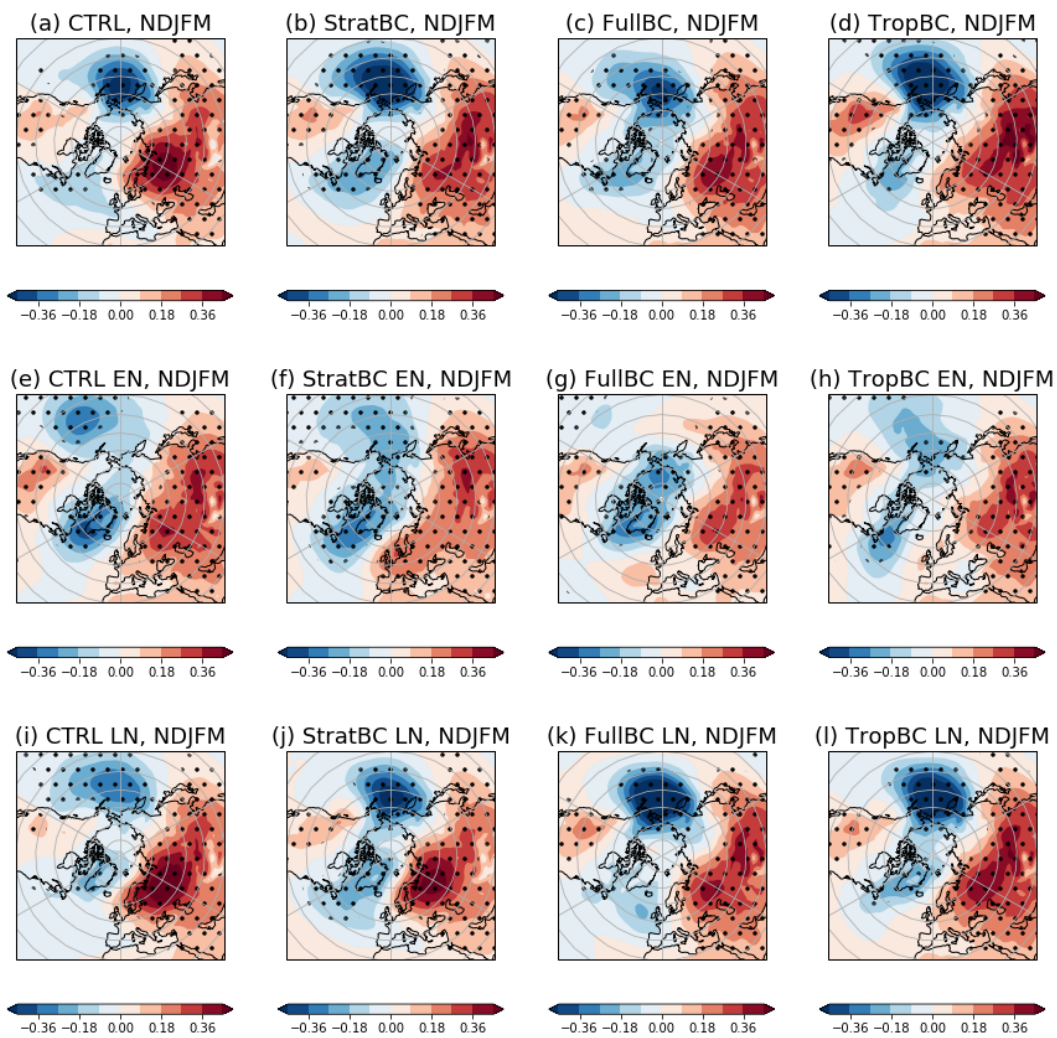 (a) CTRL, NDJFM (b) StratBC, NDJFM (c) FullBC, NDJFM (d) TropBC, NDJFM
−0.36 −0.18 0.00 0.18 0.36 −0.36 −0.18 0.00 0.18 0.36 −0.36 −0.18 0.00 0.18 0.36 −0.36 −0.18 0.00 0.18 0.36
(e) CTRL EN, NDJFM (f) StratBC EN, NDJFM (g) FullBC EN, NDJFM (h) TropBC EN, NDJFM
−0.36 −0.18 0.00 0.18 0.36 −0.36 −0.18 0.00 0.18 0.36 −0.36 −0.18 0.00 0.18 0.36 −0.36 −0.18 0.00 0.18 0.36
(i) CTRL LN, NDJFM (j) StratBC LN, NDJFM (k) FullBC LN, NDJFM (l) TropBC LN, NDJFM
−0.36 −0.18 0.00 0.18 0.36 −0.36 −0.18 0.00 0.18 0.36 −0.36 −0.18 0.00 0.18 0.36 −0.36 −0.18 0.00 0.18 0.36